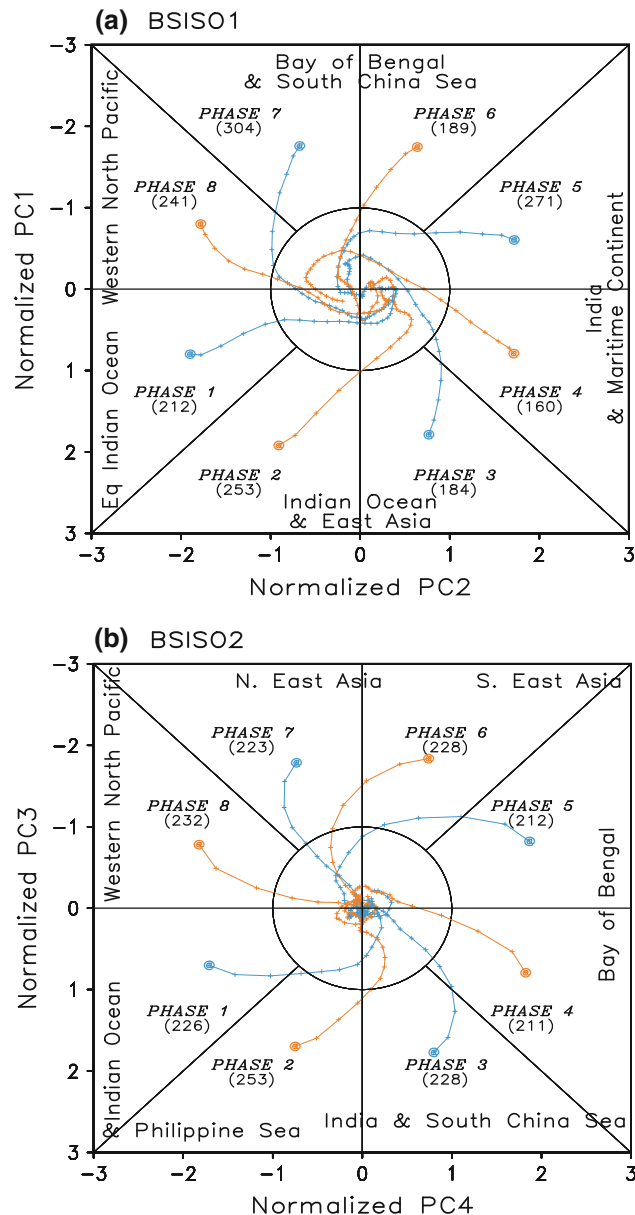 (a) BSISO1
-3
-2
-1
0
1
2
3
Normalized PC1
-3 -2 -1 0 1 2 3
Normalized PC2
Bay of Bengal
& South China Sea
Western North Pacific
Eq Indian Ocean
India
& Maritime Continent
Indian Ocean
& East Asia
PHASE 7
(304)
PHASE 6
(189)
PHASE 8
(241)
PHASE 5
(271)
PHASE 1
(212)
PHASE 4
(160)
PHASE 2
(253)
PHASE 3
(184)
(b) BSISO2
-3
-2
-1
0
1
2
3
Normalized PC3
-3 -2 -1 0 1 2 3
Normalized PC4
N. East Asia
S. East Asia
Western North Pacific
Bay of Bengal
&Indian Ocean
& Philippine Sea
India & South China Sea
PHASE 7
(223)
PHASE 6
(228)
PHASE 8
(232)
PHASE 5
(212)
PHASE 1
(226)
PHASE 4
(211)
PHASE 2
(253)
PHASE 3
(228)